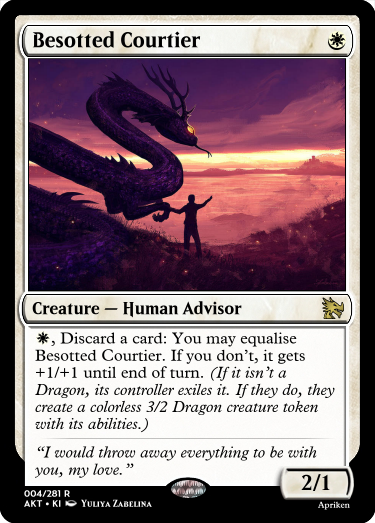 Besotted Courtier
Creature — Human Advisor
, Discard a card: You may equalise
Besotted Courtier. If you don't, it gets
+1/+1 until end of turn. (If it isn't a
Dragon, its controller exiles it. If they do, they
create a colorless 3/2 Dragon creature token
with its abilities.)
"I would throw away everything to be with
you, my love."
2/1
004/281 R
AKT • KI Yuliya Zabelina
Apriken